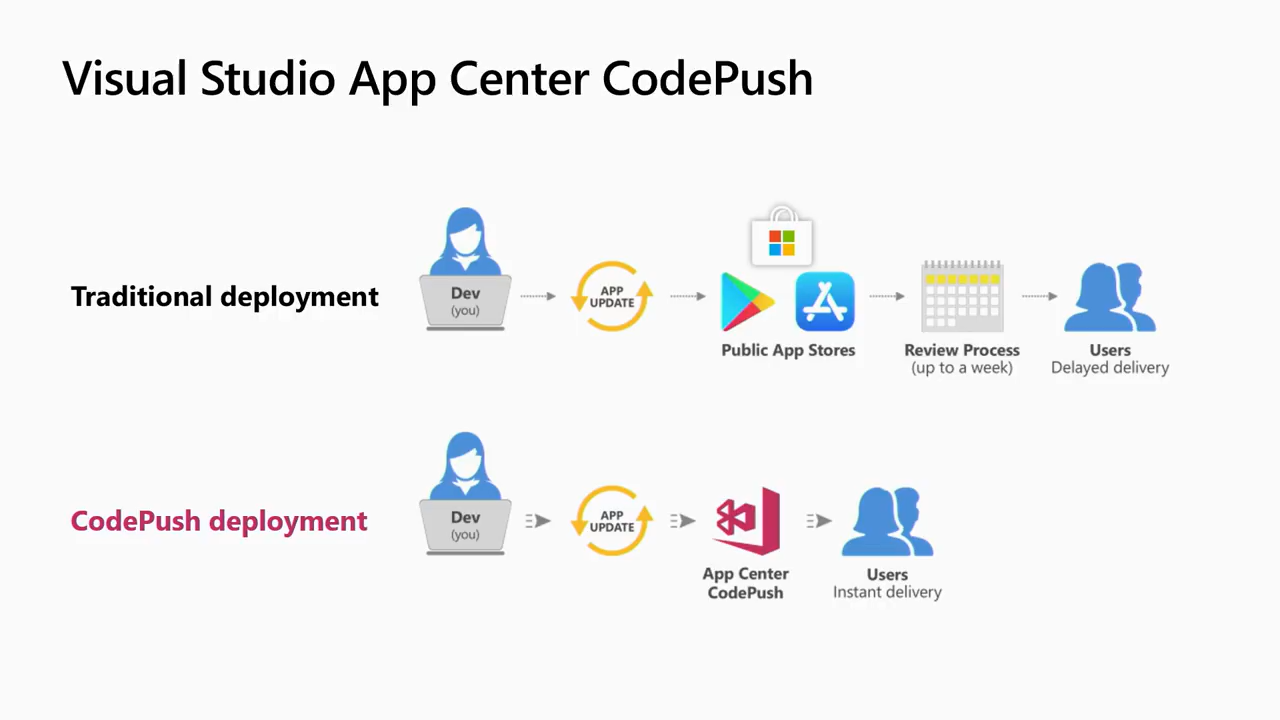 Visual Studio App Center CodePush
Traditional deployment
Dev
(you)
APP
UPDATE
Public App Stores
Review Process
(up to a week)
Users
Delayed delivery
CodePush deployment
Dev
(you)
APP
UPDATE
App Center
CodePush
Users
Instant delivery